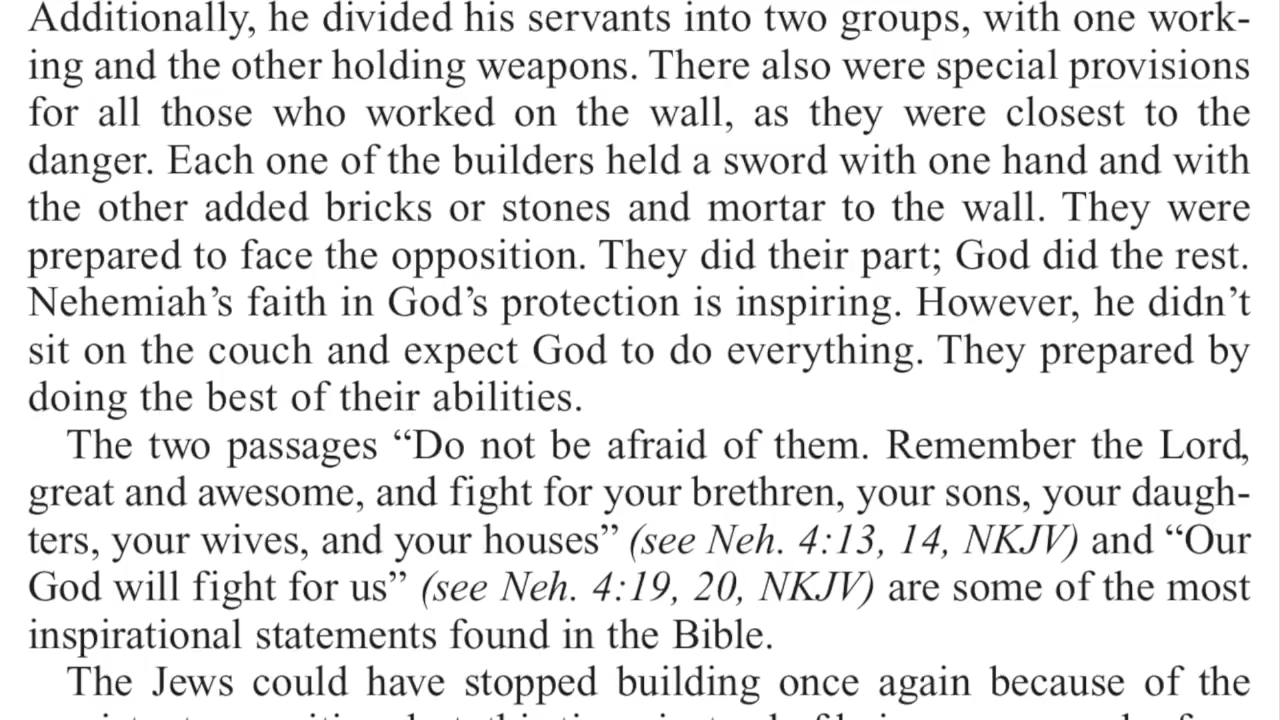 Additionally, he divided his servants into two groups, with one work-
ing and the other holding weapons. There also were special provisions
for all those who worked on the wall, as they were closest to the
danger. Each one of the builders held a sword with one hand and with
the other added bricks or stones and mortar to the wall. They were
prepared to face the opposition. They did their part; God did the rest.
Nehemiah’s faith in God’s protection is inspiring. However, he didn’t
sit on the couch and expect God to do everything. They prepared by
doing the best of their abilities.
The two passages “Do not be afraid of them. Remember the Lord,
great and awesome, and fight for your brethren, your sons, your daugh-
ters, your wives, and your houses” (see Neh. 4:13, 14, NKJV) and “Our
God will fight for us” (see Neh. 4:19, 20, NKJV) are some of the most
inspirational statements found in the Bible.
The Jews could have stopped building once again because of the